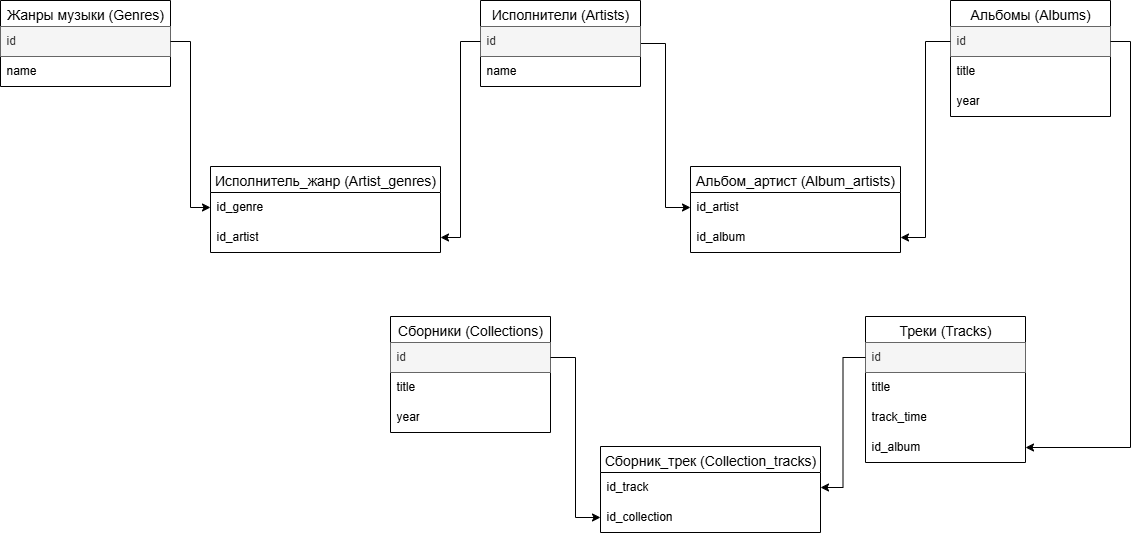 Жанры музыки (Genres)
id
name
Исполнители (Artists)
id
name
Альбомы (Albums)
id
title
year
Исполнитель_жанр (Artist_genres)
id_genre
id_artist
Альбом_артист (Album_artists)
id_artist
id_album
Сборники (Collections)
id
title
year
Треки (Tracks)
id
title
track_time
id_album
Сборник_трек (Collection_tracks)
id_track
id_collection